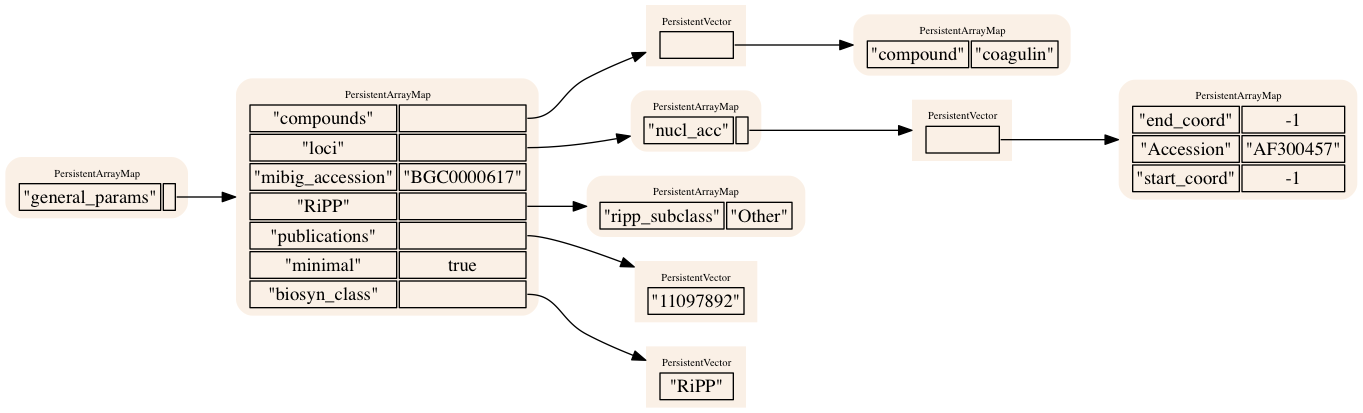 PersistentArrayMap
"general_params"
PersistentArrayMap
"compounds"
"loci"
"mibig_accession" "BGC0000617"
"RiPP"
"publications"
"minimal" true
"biosyn_class"
PersistentVector
PersistentArrayMap
"compound" "coagulin"
PersistentArrayMap
"nucl_acc"
PersistentVector
PersistentArrayMap
"end_coord" -1
"Accession" "AF300457"
"start_coord" -1
PersistentArrayMap
"ripp_subclass" "Other"
PersistentVector
"11097892"
PersistentVector
"RiPP"